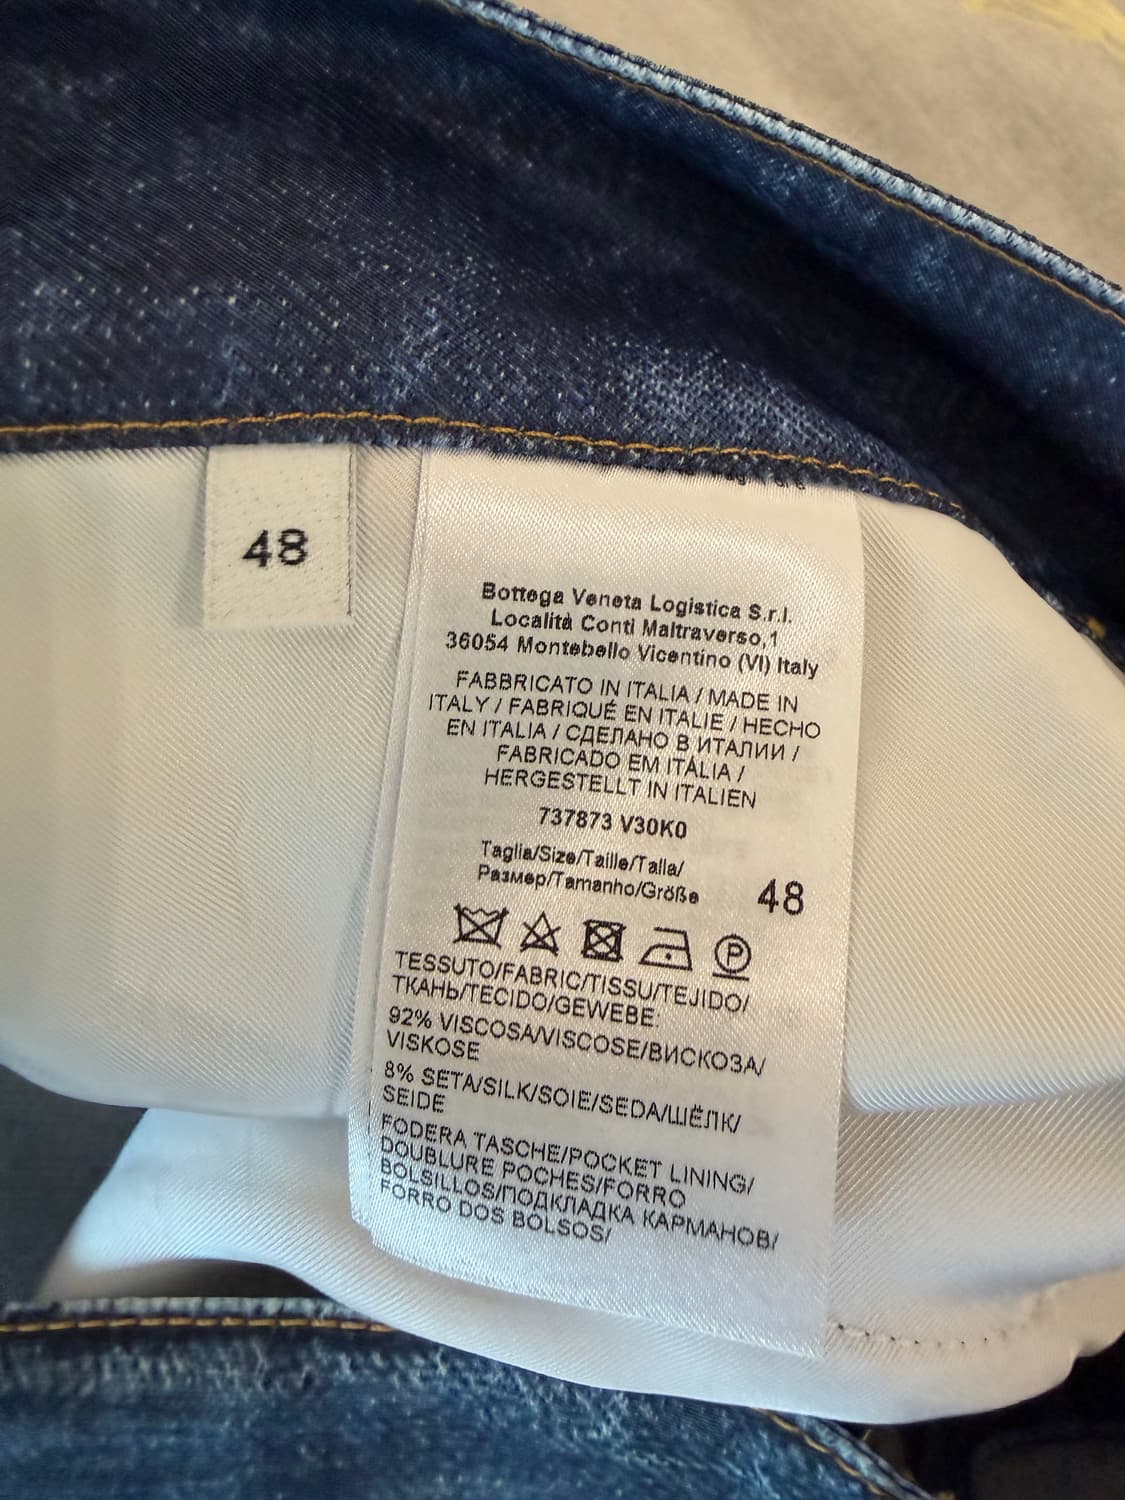 48
Bottega Veneta Logistica S.r.l.
Località Conti Maltraverso,1
36054 Montebello Vicentino (VI) Italy
FABBRICATO IN ITALIA / MADE IN
ITALY / FABRIQUÉ EN ITALIE / HECHO
EN ITALIA / СДЕЛАНО В ИТАЛИИ /
FABRICADO EM ITÁLIA /
HERGESTELLT IN ITALIEN
737873 V30K0
Taglia/Size/Taille/Talla/
Размер/Tamanho/Größe 48
P
TESSUTO/FABRIC/TISSU/TEJIDO/
ТКАНЬ/TECIDO/GEWEBE:
92% VISCOSA/VISCOSE/ВИСКОЗА/
VISKOSE
8% SETA/SILK/SOIE/SEDA/ШЁЛК/
SEIDE
FODERA TASCHE/POCKET LINING/
DOUBLURE POCHES/FORRO
BOLSILLOS/ПОДКЛАДКА КАРМАНОВ/
FORRO DOS BOLSOS/